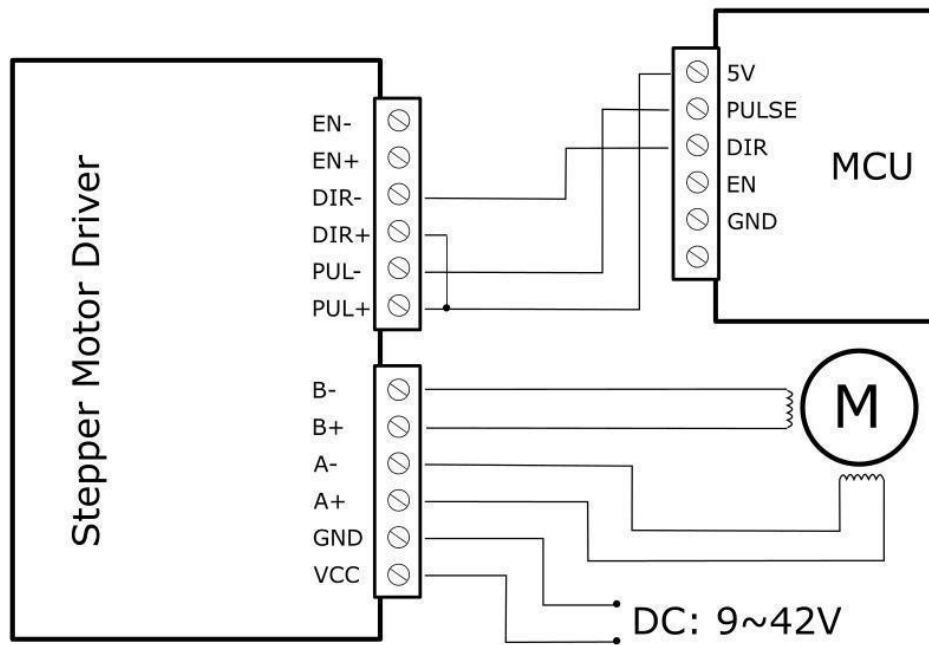 Stepper Motor Driver
EN-
EN+
DIR-
DIR+
PUL-
PUL+
B-
B+
A-
A+
GND
VCC
5V
PULSE
DIR
EN
GND
MCU
M
DC: 9~42V